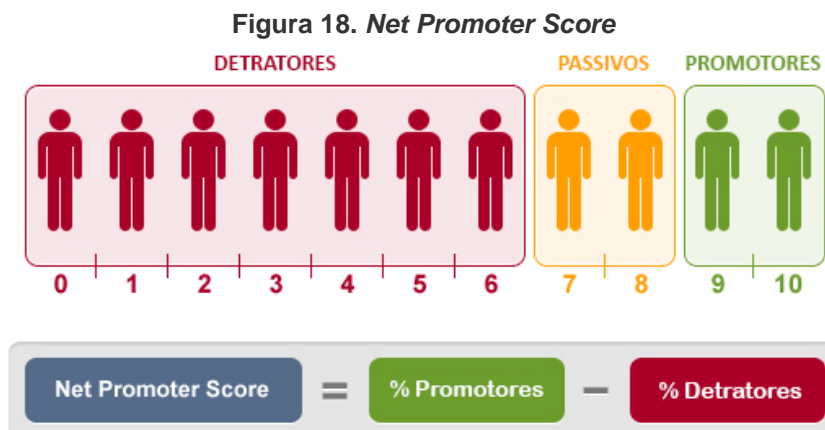 Figura 18. Net Promoter Score
DETRATORES PASSIVOS PROMOTORES
0 1 2 3 4 5 6 7 8 9 10
Net Promoter Score = % Promotores − % Detratores